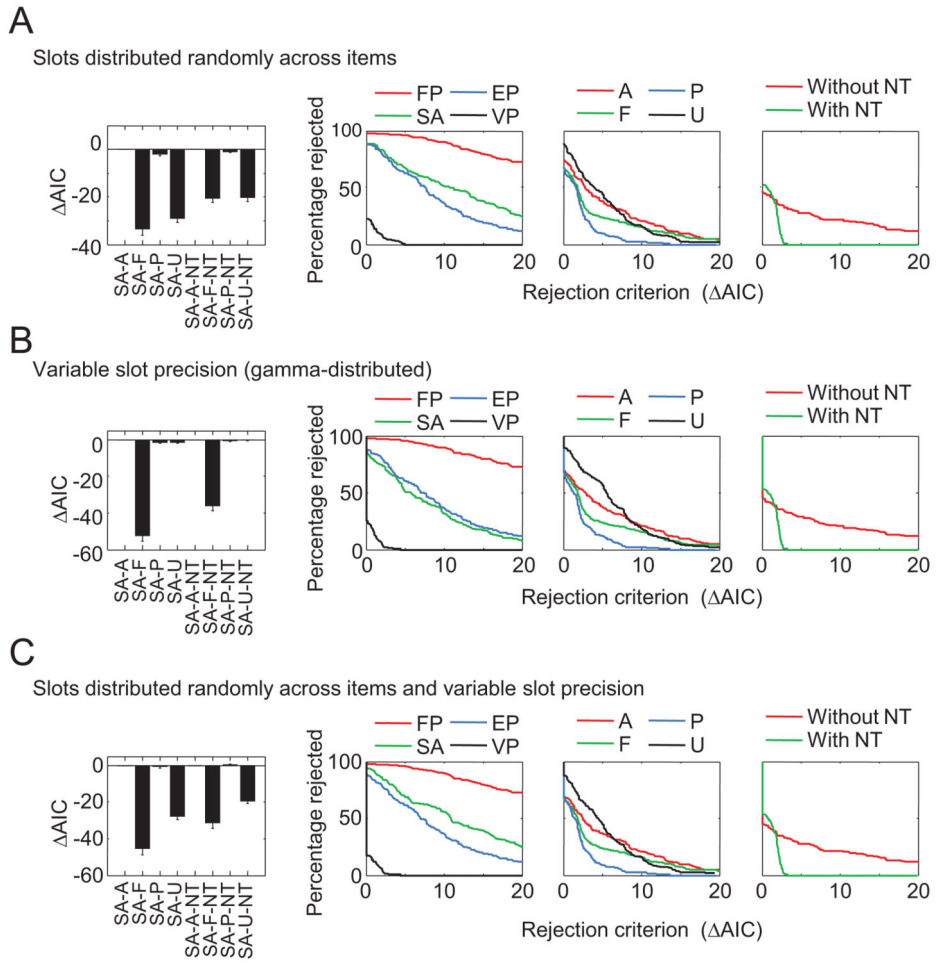 A
Slots distributed randomly across items
FP EP
SA VP
A P
F U
Without NT
With NT
ΔAIC
0
-20
-40
SA-A
SA-F
SA-P
SA-U
SA-A-NT
SA-F-NT
SA-P-NT
SA-U-NT
Percentage rejected
100
50
0
0 10 20
0 10 20
0 10 20
Rejection criterion (ΔAIC)
B
Variable slot precision (gamma-distributed)
FP EP
SA VP
A P
F U
Without NT
With NT
ΔAIC
0
-20
-40
-60
SA-A
SA-F
SA-P
SA-U
SA-A-NT
SA-F-NT
SA-P-NT
SA-U-NT
Percentage rejected
100
50
0
0 10 20
0 10 20
0 10 20
Rejection criterion (ΔAIC)
C
Slots distributed randomly across items and variable slot precision
FP EP
SA VP
A P
F U
Without NT
With NT
ΔAIC
0
-20
-40
-60
SA-A
SA-F
SA-P
SA-U
SA-A-NT
SA-F-NT
SA-P-NT
SA-U-NT
Percentage rejected
100
50
0
0 10 20
0 10 20
0 10 20
Rejection criterion (ΔAIC)